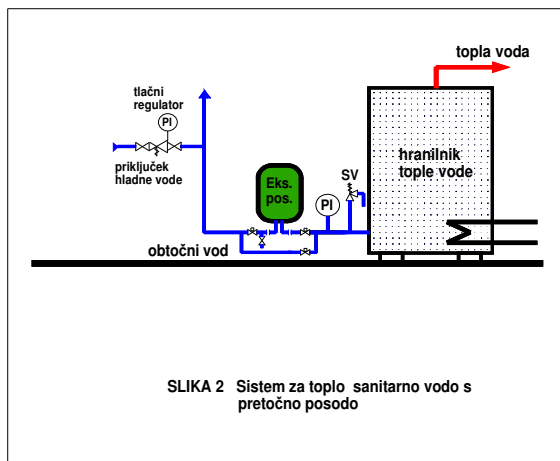 topla voda
tlačni
regulator
PI
priključek
hladne vode
Eks.
pos.
PI
SV
hranilnik
tople vode
obtočni vod
SLIKA 2 Sistem za toplo sanitarno vodo s
pretočno posodo